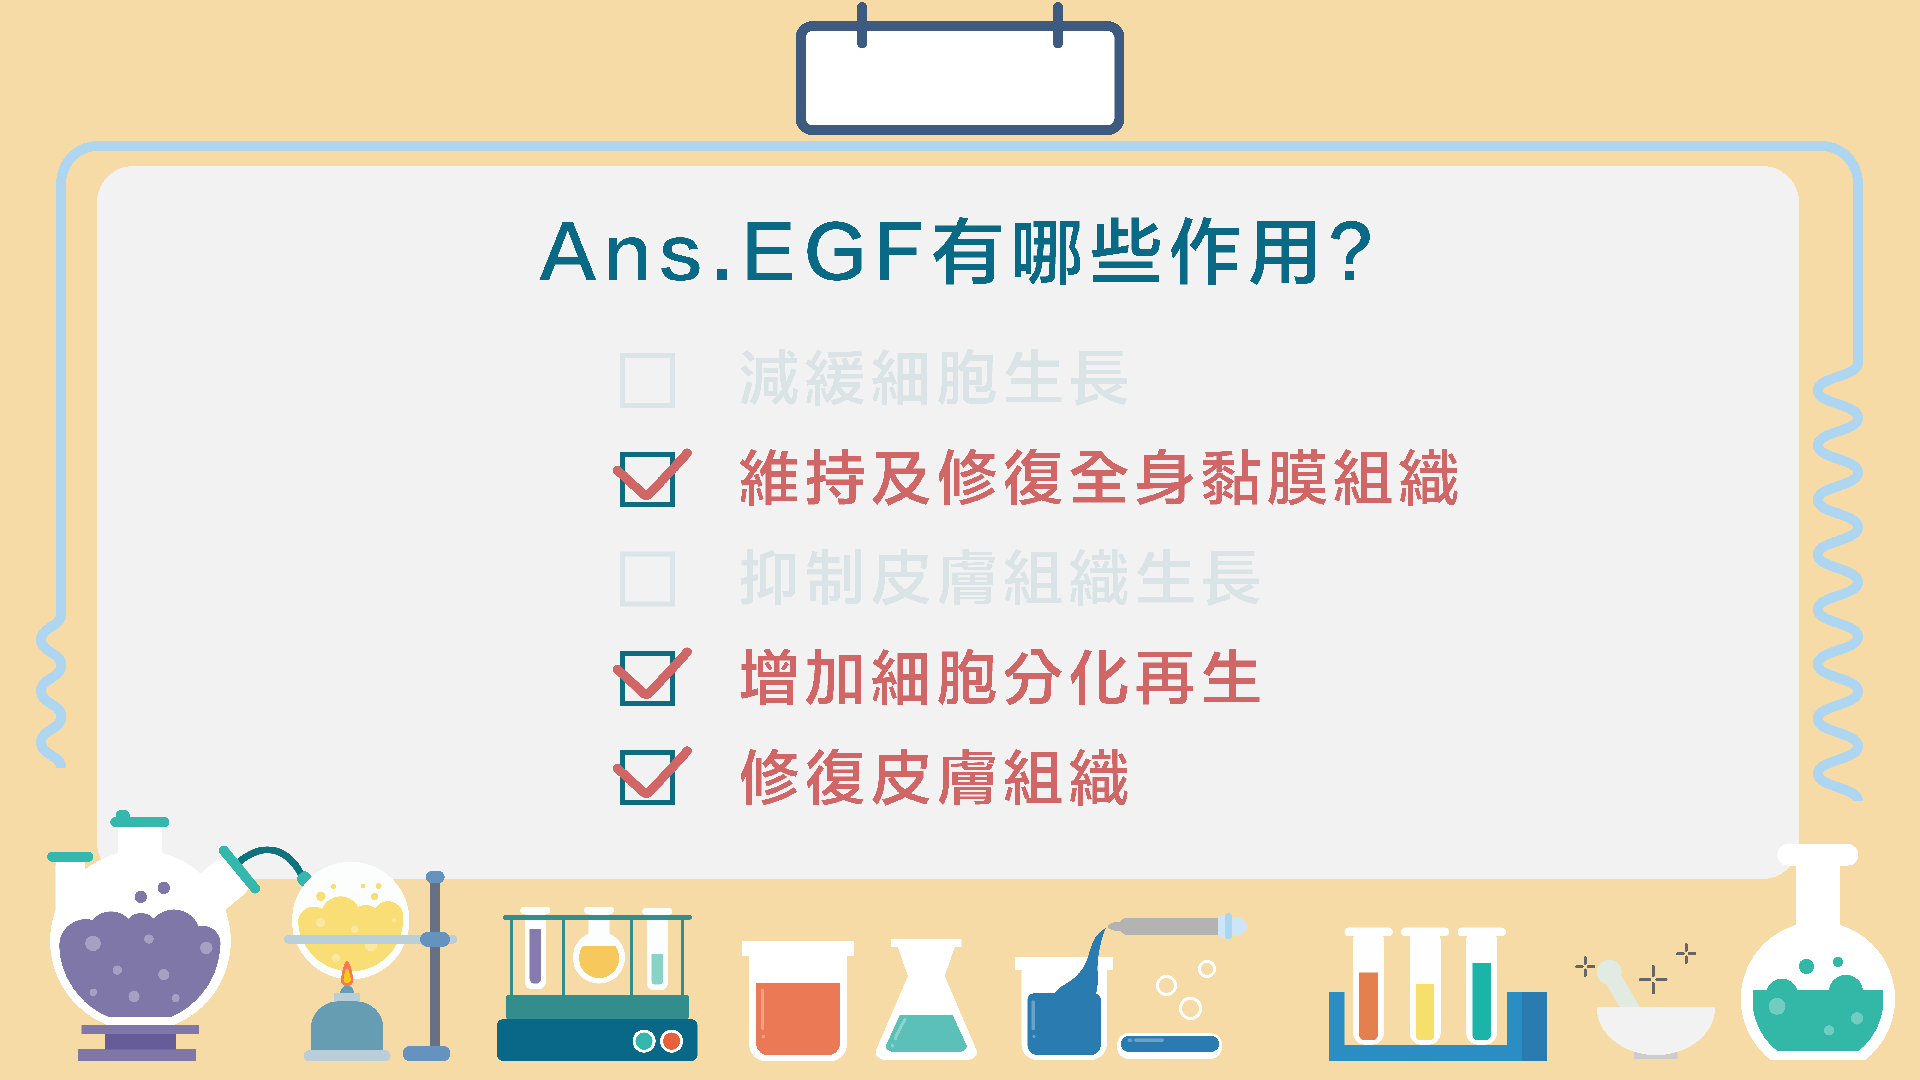 Ans.EGF有哪些作用?
減緩細胞生長
維持及修復全身黏膜組織
抑制皮膚組織生長
增加細胞分化再生
修復皮膚組織